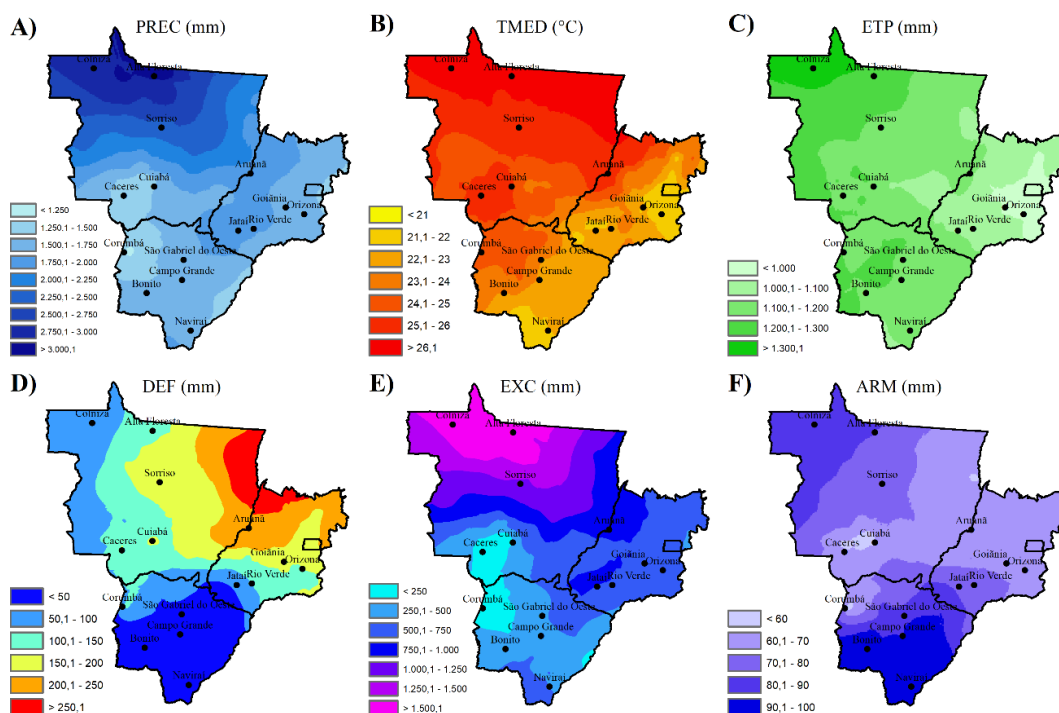 A) PREC (mm)
Colniza
Alta Floresta
Sorriso
Aruanã
Cuiabá
Caceres
Goiânia
Orizona
Jataí Rio Verde
Corumbá
São Gabriel do Oeste
Campo Grande
Bonito
Naviraí
< 1.250
1.250,1 - 1.500
1.500,1 - 1.750
1.750,1 - 2.000
2.000,1 - 2.250
2.250,1 - 2.500
2.500,1 - 2.750
2.750,1 - 3.000
> 3.000,1
B) TMED (°C)
Colniza
Alta Floresta
Sorriso
Aruanã
Cuiabá
Caceres
Goiânia
Orizona
Jataí Rio Verde
Corumbá
São Gabriel do Oeste
Campo Grande
Bonito
Naviraí
< 21
21,1 - 22
22,1 - 23
23,1 - 24
24,1 - 25
25,1 - 26
> 26,1
C) ETP (mm)
Colniza
Alta Floresta
Sorriso
Aruanã
Cuiabá
Caceres
Goiânia
Orizona
Jataí Rio Verde
Corumbá
São Gabriel do Oeste
Campo Grande
Bonito
Naviraí
< 1.000
1.000,1 - 1.100
1.100,1 - 1.200
1.200,1 - 1.300
> 1.300,1
D) DEF (mm)
Colniza
Alta Floresta
Sorriso
Aruanã
Cuiabá
Caceres
Goiânia
Orizona
Jataí Rio Verde
Corumbá
São Gabriel do Oeste
Campo Grande
Bonito
Naviraí
< 50
50,1 - 100
100,1 - 150
150,1 - 200
200,1 - 250
> 250,1
E) EXC (mm)
Colniza
Alta Floresta
Sorriso
Aruanã
Cuiabá
Caceres
Goiânia
Orizona
Jataí Rio Verde
Corumbá
São Gabriel do Oeste
Campo Grande
Bonito
Naviraí
< 250
250,1 - 500
500,1 - 750
750,1 - 1.000
1.000,1 - 1.250
1.250,1 - 1.500
> 1.500,1
F) ARM (mm)
Colniza
Alta Floresta
Sorriso
Aruanã
Cuiabá
Caceres
Goiânia
Orizona
Jataí Rio Verde
Corumbá
São Gabriel do Oeste
Campo Grande
Bonito
Naviraí
< 60
60,1 - 70
70,1 - 80
80,1 - 90
90,1 - 100